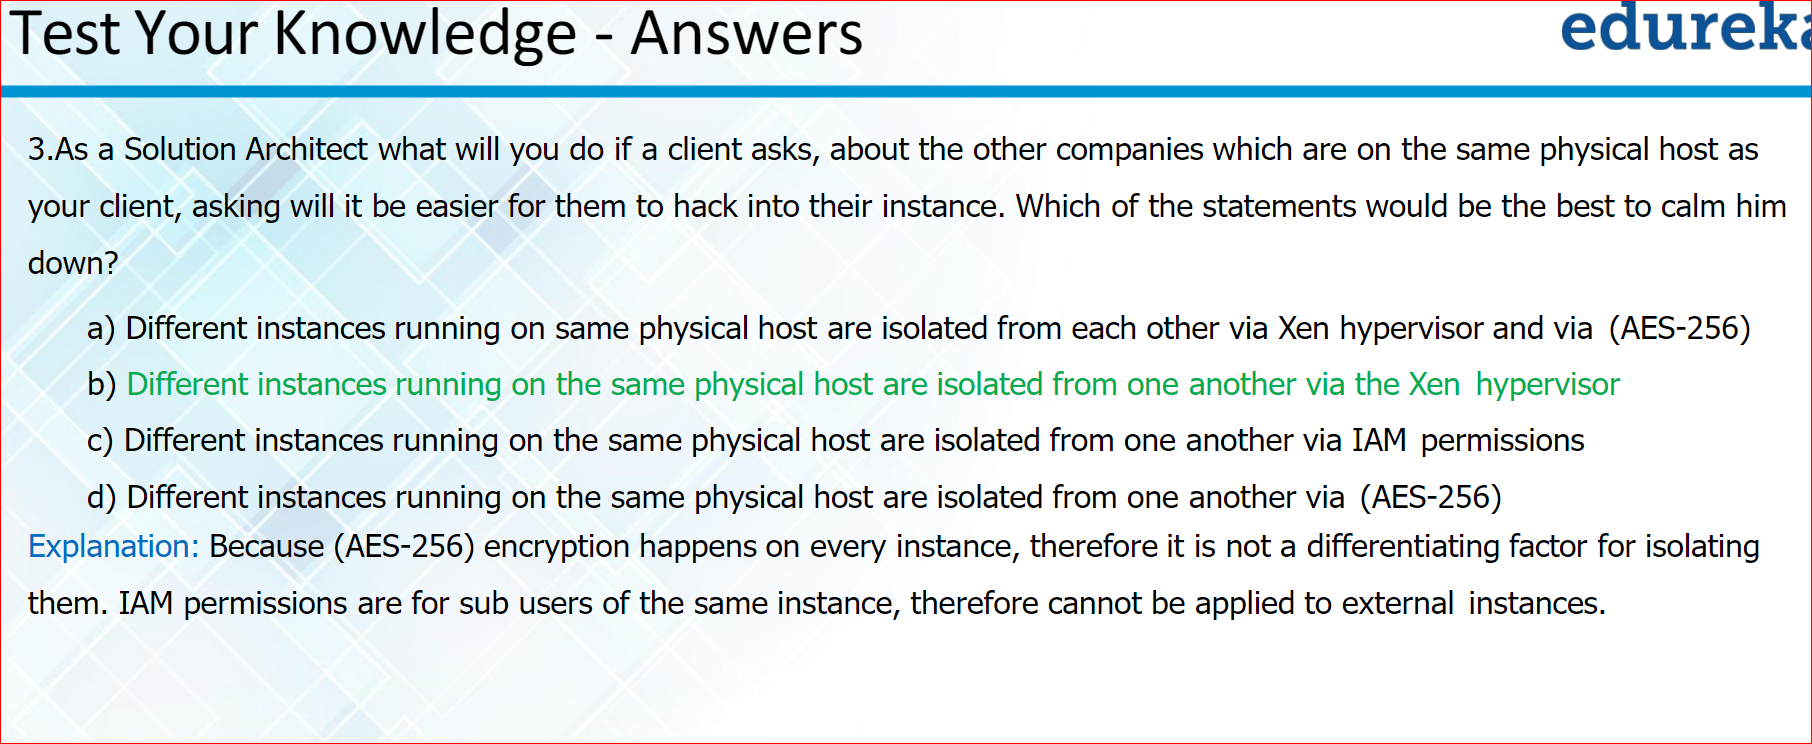 Test Your Knowledge - Answers
edureka
3.As a Solution Architect what will you do if a client asks, about the other companies which are on the same physical host as
your client, asking will it be easier for them to hack into their instance. Which of the statements would be the best to calm him
down?
a) Different instances running on same physical host are isolated from each other via Xen hypervisor and via (AES-256)
b) Different instances running on the same physical host are isolated from one another via the Xen hypervisor
c) Different instances running on the same physical host are isolated from one another via IAM permissions
d) Different instances running on the same physical host are isolated from one another via (AES-256)
Explanation: Because (AES-256) encryption happens on every instance, therefore it is not a differentiating factor for isolating
them. IAM permissions are for sub users of the same instance, therefore cannot be applied to external instances.